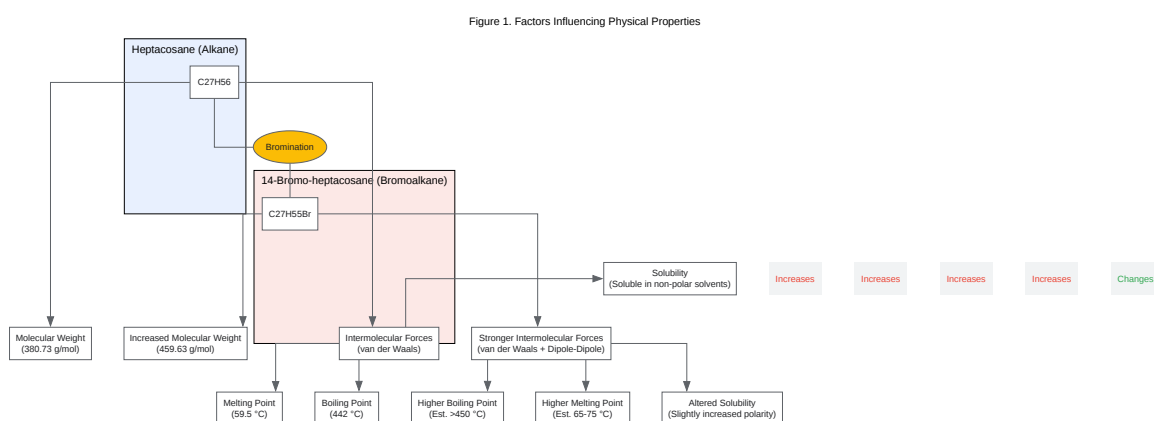 Figure 1. Factors Influencing Physical Properties
Heptacosane (Alkane)
C27H56
Bromination
14-Bromo-heptacosane (Bromoalkane)
C27H55Br
Solubility
(Soluble in non-polar solvents)
Increases
Increases
Increases
Increases
Changes
Molecular Weight
(380.73 g/mol)
Increased Molecular Weight
(459.63 g/mol)
Intermolecular Forces
(van der Waals)
Stronger Intermolecular Forces
(van der Waals + Dipole-Dipole)
Melting Point
(59.5 °C)
Boiling Point
(442 °C)
Higher Boiling Point
(Est. >450 °C)
Higher Melting Point
(Est. 65-75 °C)
Altered Solubility
(Slightly increased polarity)